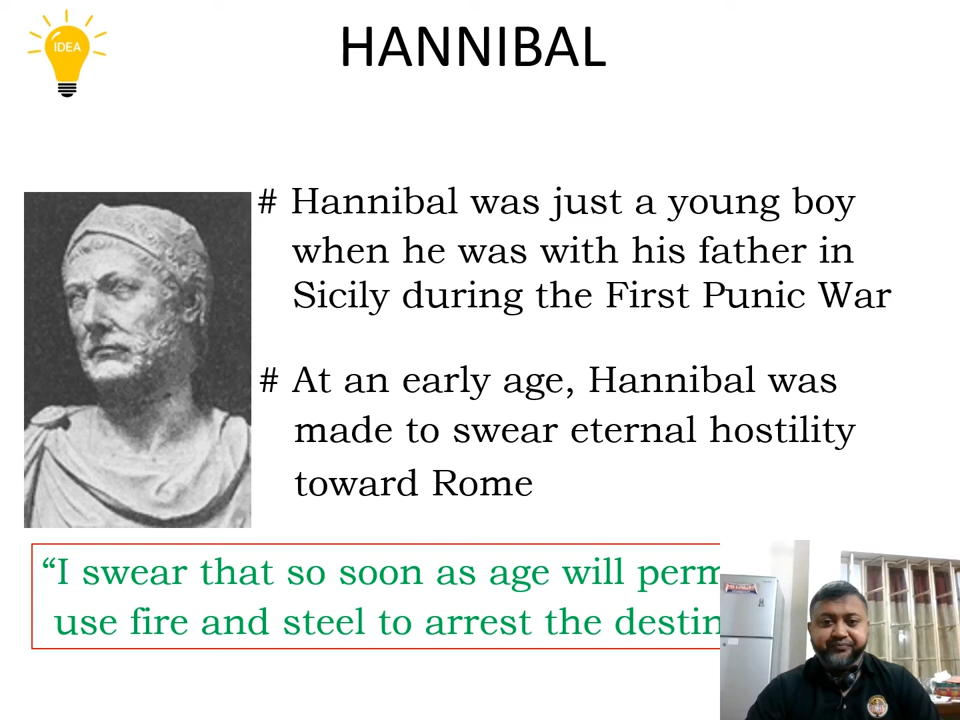 IDEA
HANNIBAL
# Hannibal was just a young boy
when he was with his father in
Sicily during the First Punic War
# At an early age, Hannibal was
made to swear eternal hostility
toward Rome
“I swear that so soon as age will
use fire and steel to arrest the